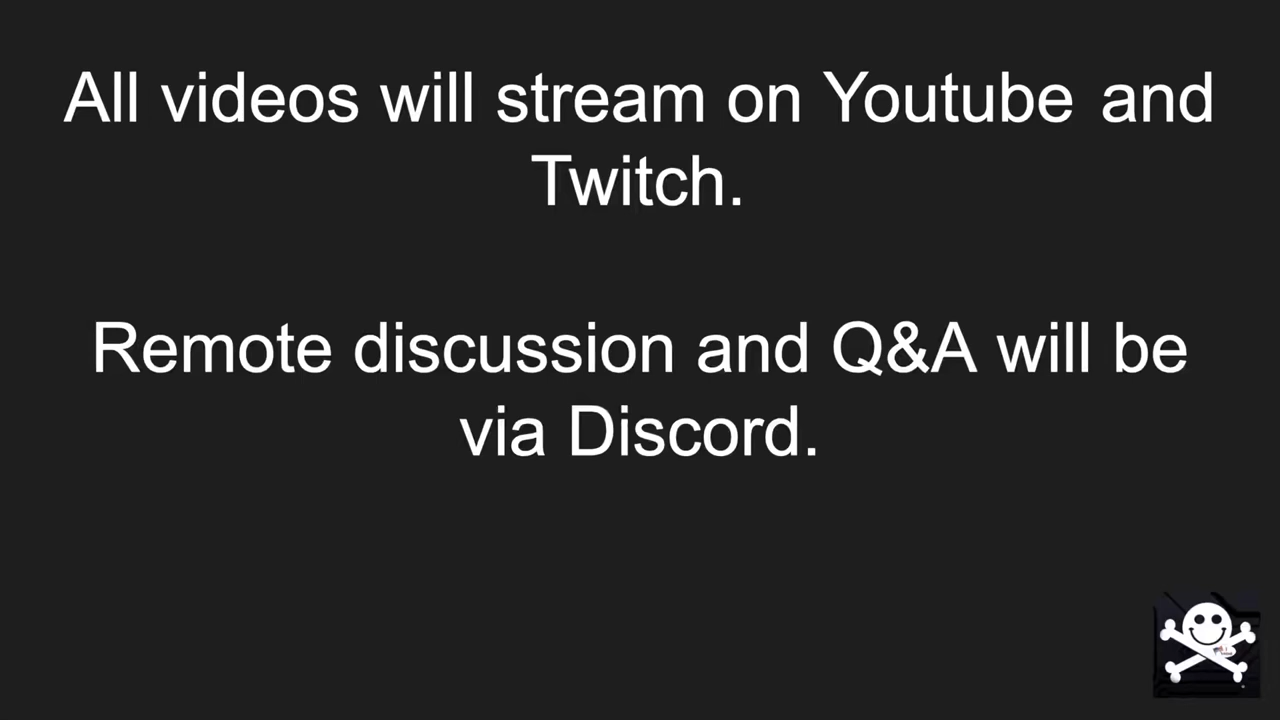 All videos will stream on Youtube and
Twitch.
Remote discussion and Q&A will be
via Discord.